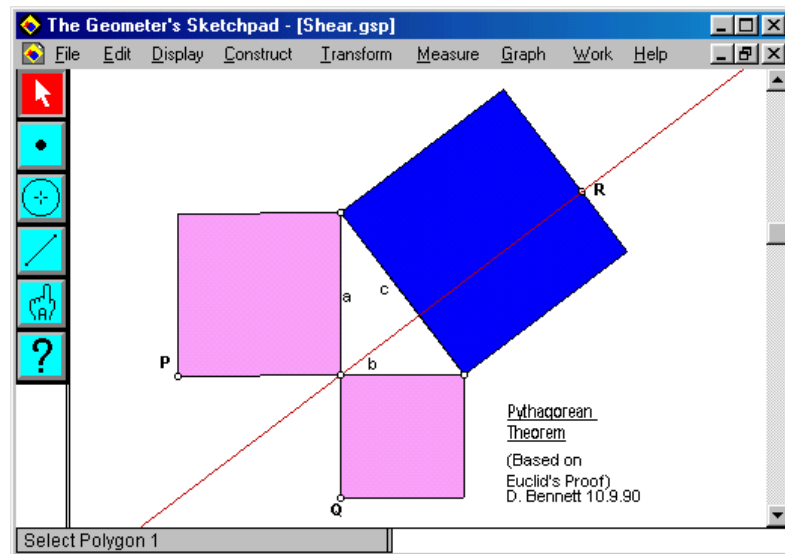 The Geometer's Sketchpad - [Shear.gsp]
File Edit Display Construct Transform Measure Graph Work Help
R
a
c
P
b
Q
Pythagorean
Theorem
(Based on
Euclid's Proof)
D. Bennett 10.9.90
A
?
Select Polygon 1